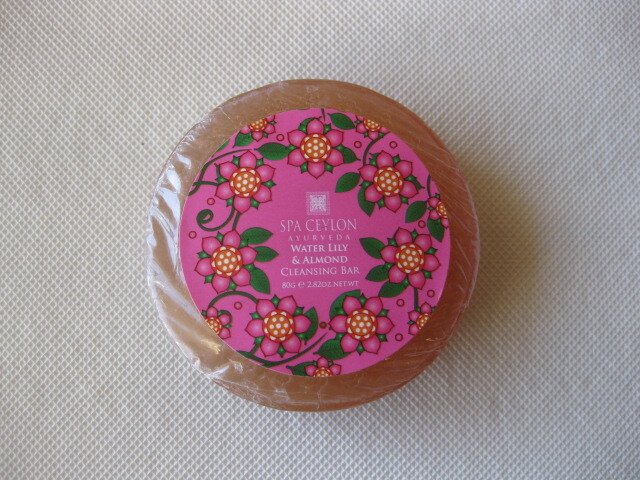 SPA CEYLON
AYURVEDA
WATER LILY
& ALMOND
CLEANSING BAR
80G ℮ 2.82OZ.NET.WT